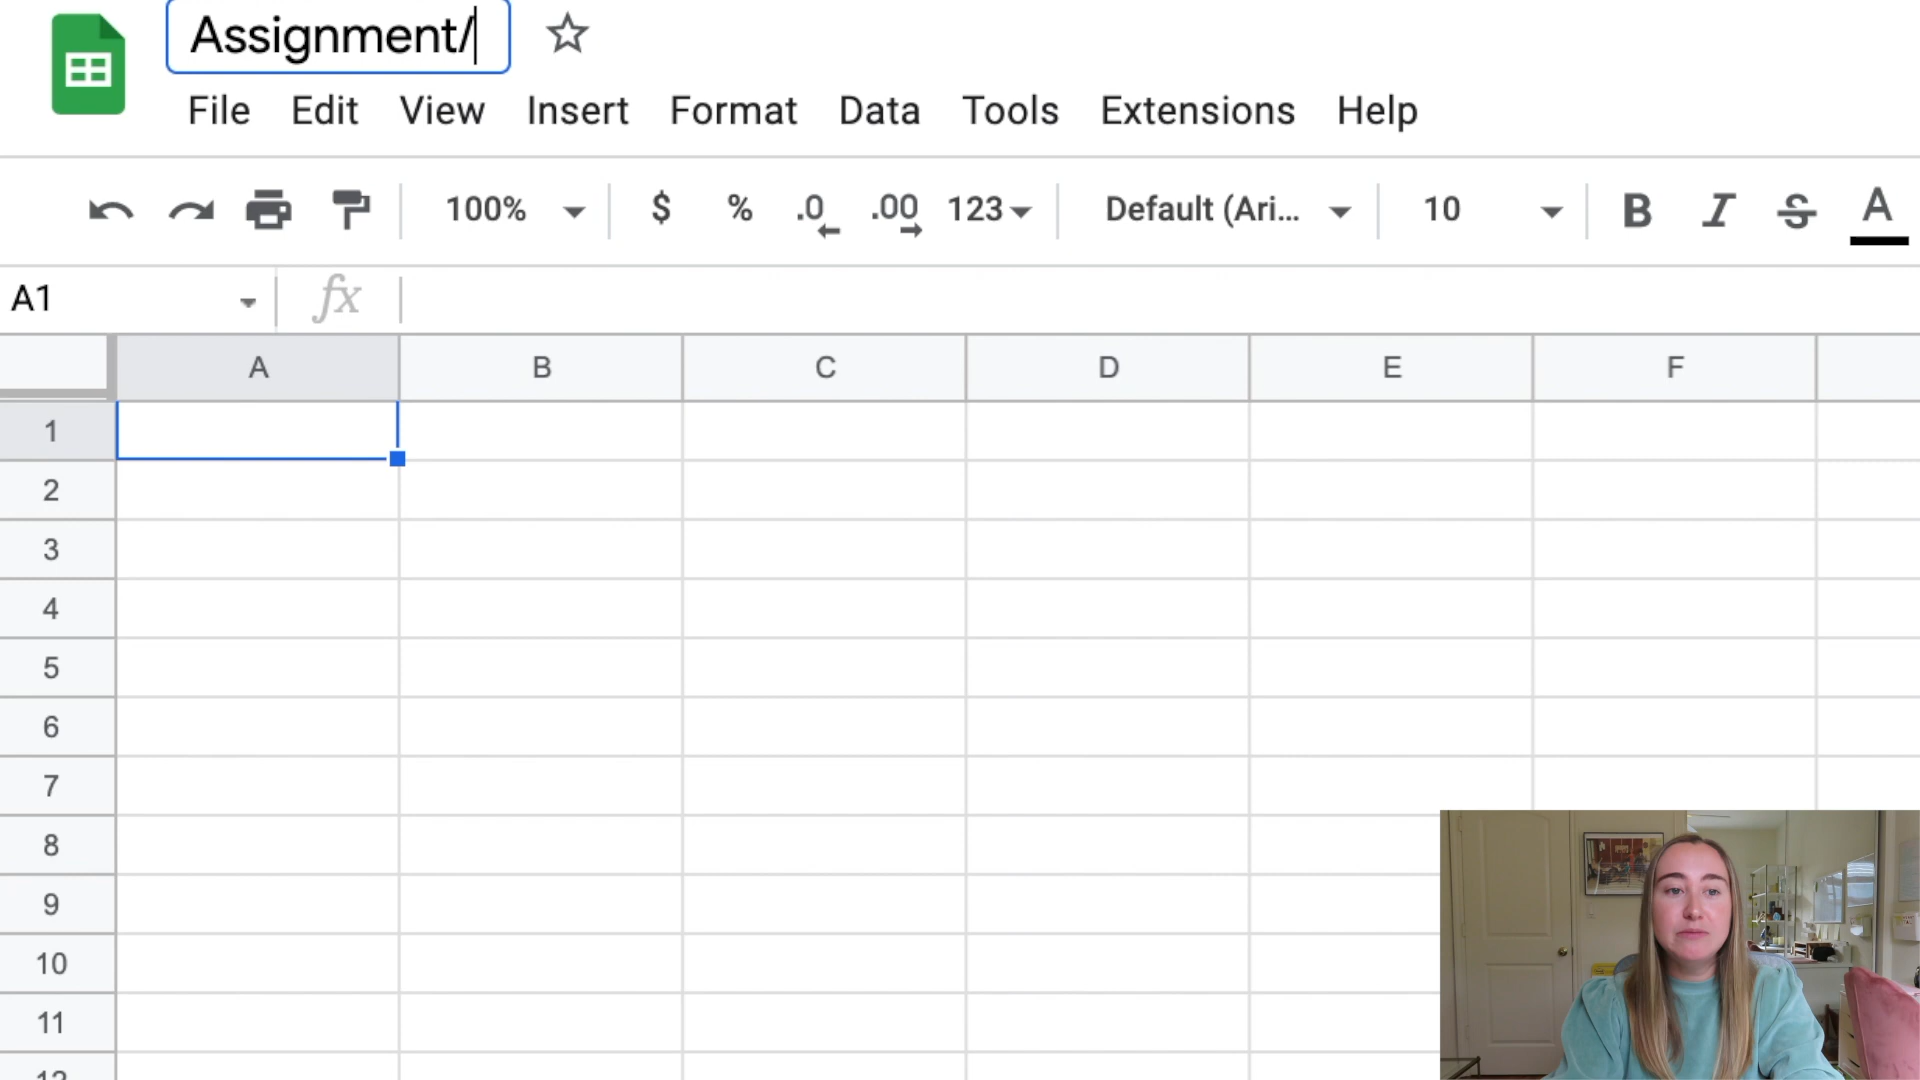 Assignment/
File Edit View Insert Format Data Tools Extensions Help
100% $ % .0 .00 123 Default (Ari... 10 B I S A
A1 fx
A B C D E F
1
2
3
4
5
6
7
8
9
10
11
12